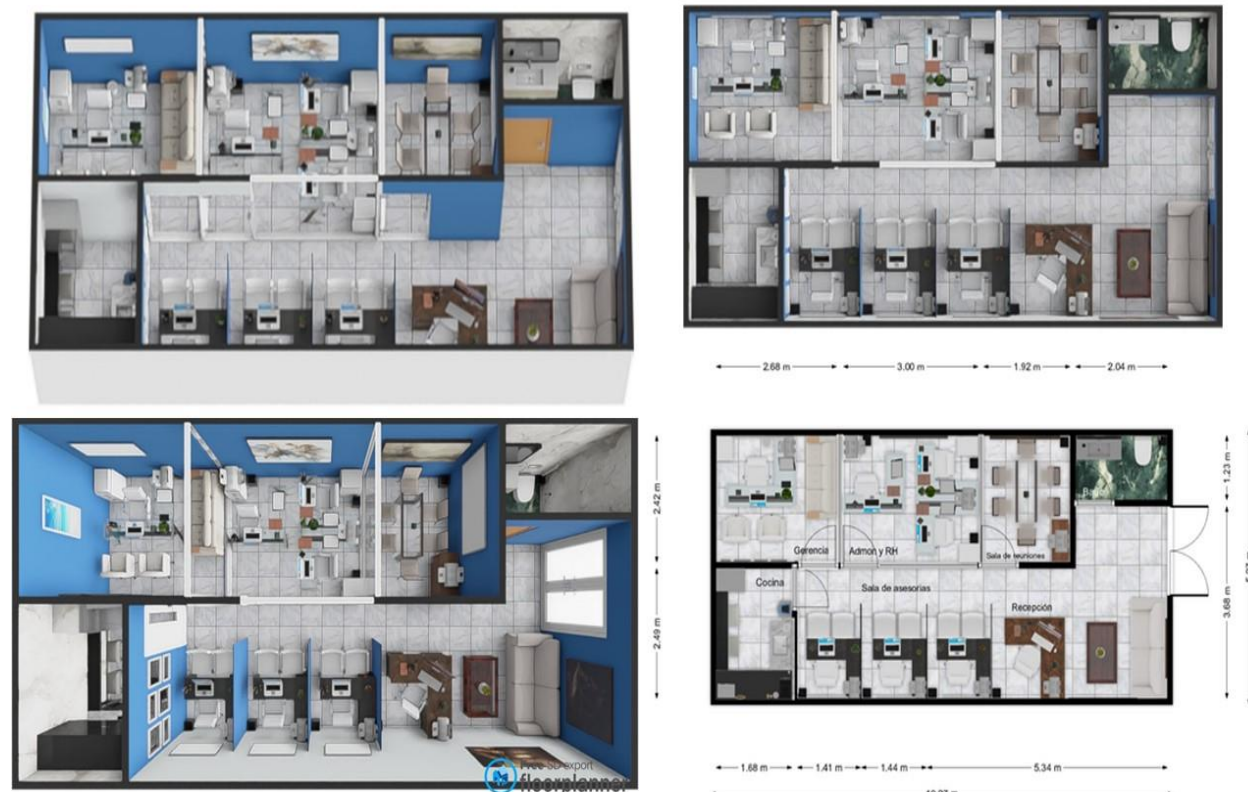 2.68 m
3.00 m
1.92 m
2.04 m
2.42 m
2.49 m
1.23 m
3.68 m
Gerencia
Admon y RH
Sala de reuniones
Cocina
Sala de asesorias
Recepción
1.68 m
1.41 m
1.44 m
5.34 m
Free 3D export
floorplanner